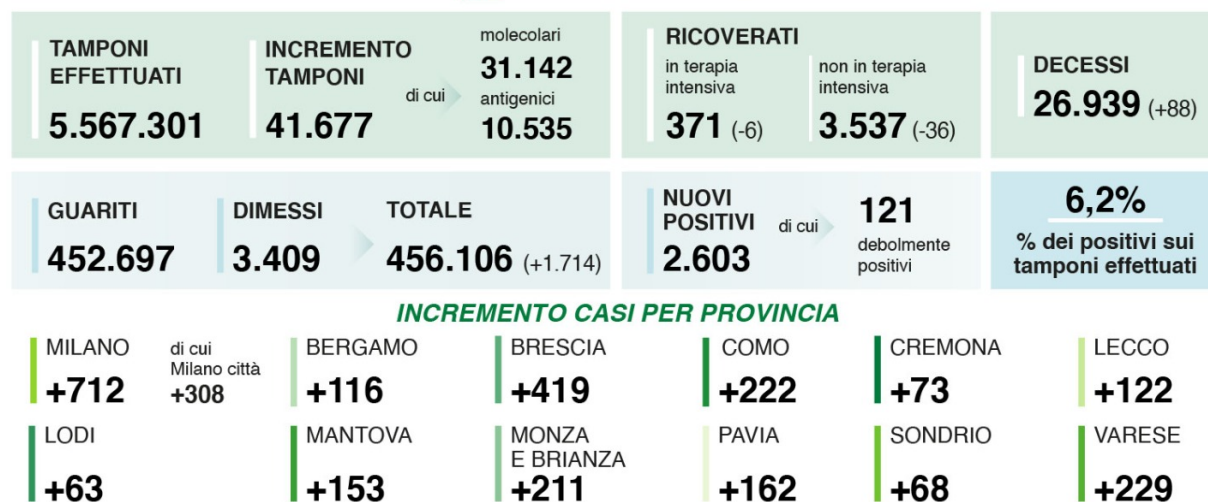 TAMPONI
EFFETTUATI
5.567.301
INCREMENTO
TAMPONI
41.677
di cui
molecolari
31.142
antigenici
10.535
RICOVERATI
in terapia
intensiva
371 (-6)
non in terapia
intensiva
3.537 (-36)
DECESSI
26.939 (+88)
GUARITI
452.697
DIMESSI
3.409
TOTALE
456.106 (+1.714)
NUOVI
POSITIVI
2.603
di cui
121
debolmente
positivi
6,2%
% dei positivi sui
tamponi effettuati
INCREMENTO CASI PER PROVINCIA
MILANO
+712
di cui
Milano città
+308
BERGAMO
+116
BRESCIA
+419
COMO
+222
CREMONA
+73
LECCO
+122
LODI
+63
MANTOVA
+153
MONZA
E BRIANZA
+211
PAVIA
+162
SONDRIO
+68
VARESE
+229